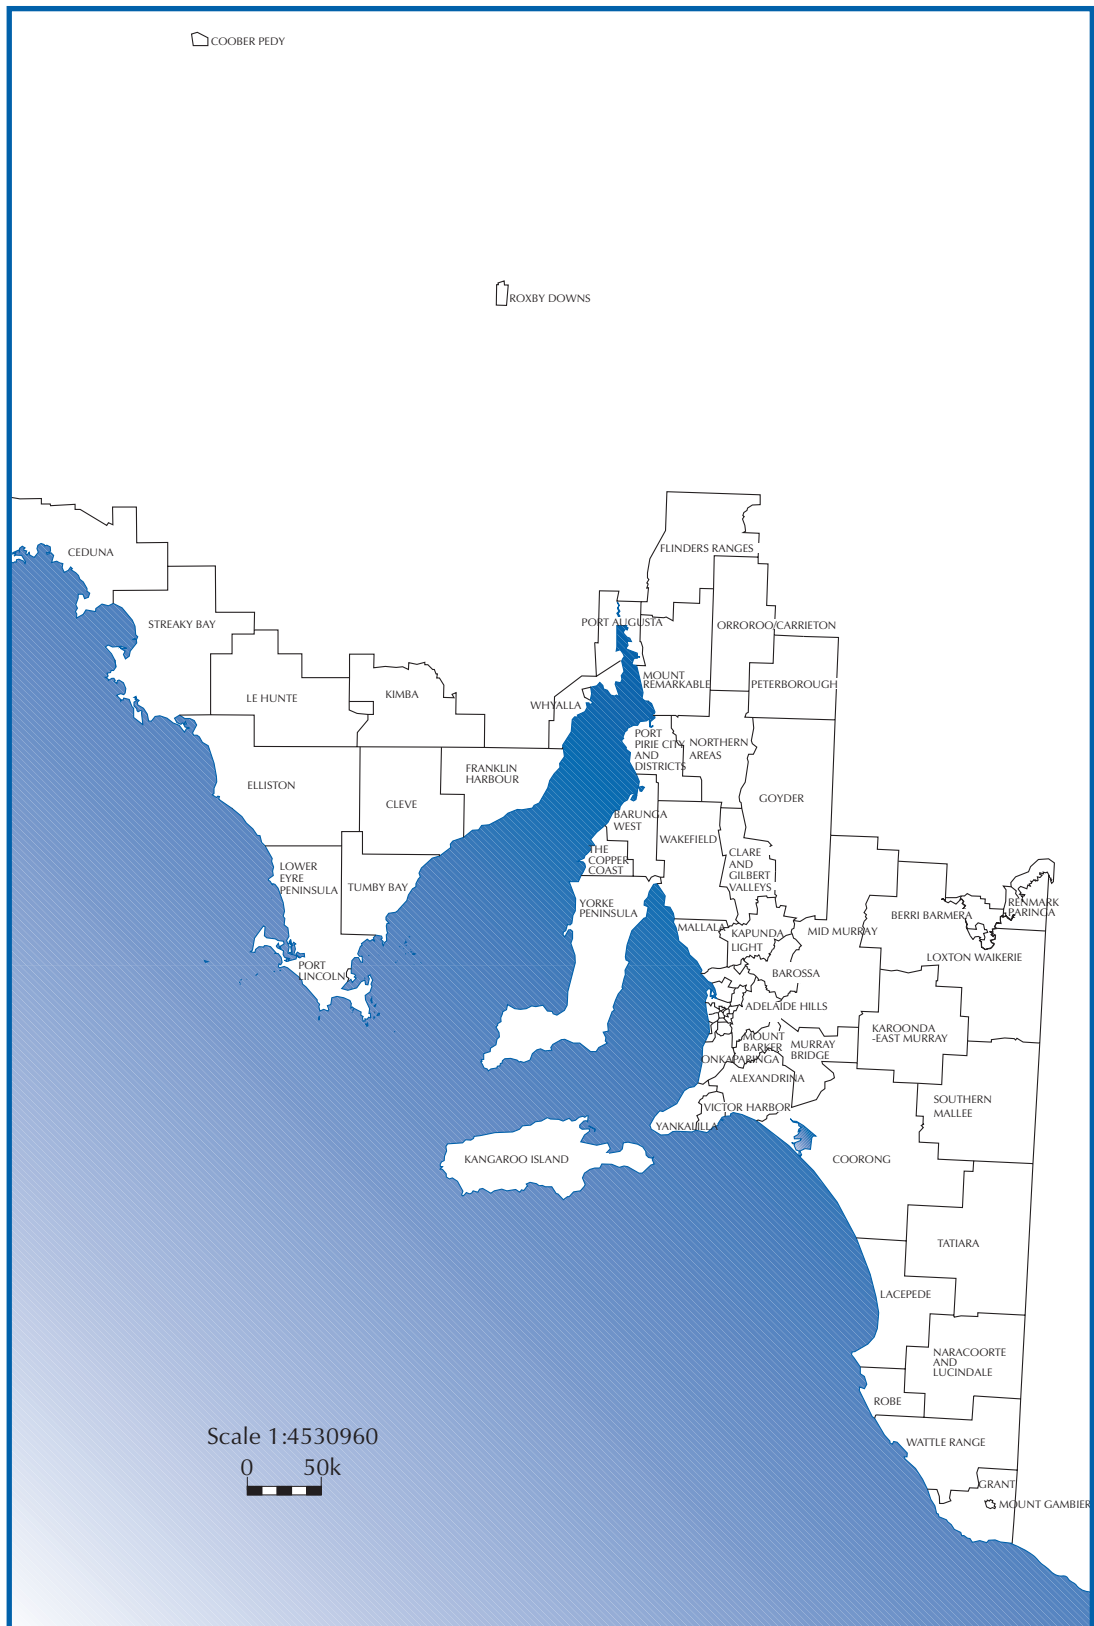 COOBER PEDY
ROXBY DOWNS
CEDUNA
FLINDERS RANGES
STREAKY BAY
PORT AUGUSTA
ORROROO/CARRIETON
LE HUNTE
KIMBA
WHYALLA
MOUNT
REMARKABLE
PETERBOROUGH
PORT
PIRIE CITY
AND
DISTRICTS
NORTHERN
AREAS
ELLISTON
CLEVE
FRANKLIN
HARBOUR
GOYDER
BARUNGA
WEST
WAKEFIELD
THE
COPPER
COAST
CLARE
AND
GILBERT
VALLEYS
LOWER
EYRE
PENINSULA
TUMBY BAY
YORKE
PENINSULA
MALLALA
KAPUNDA
LIGHT
MID MURRAY
BERRI BARMERA
RENMARK
PARINGA
LOXTON WAIKERIE
PORT
LINCOLN
BAROSSA
ADELAIDE HILLS
MOUNT
BARKER
MURRAY
BRIDGE
KAROONDA
-EAST MURRAY
ONKAPARINGA
ALEXANDRINA
VICTOR HARBOR
YANKALILLA
SOUTHERN
MALLEE
KANGAROO ISLAND
COORONG
TATIARA
LACEPEDE
NARACOORTE
AND
LUCINDALE
ROBE
WATTLE RANGE
GRANT
MOUNT GAMBIER
Scale 1:4530960
0 50k